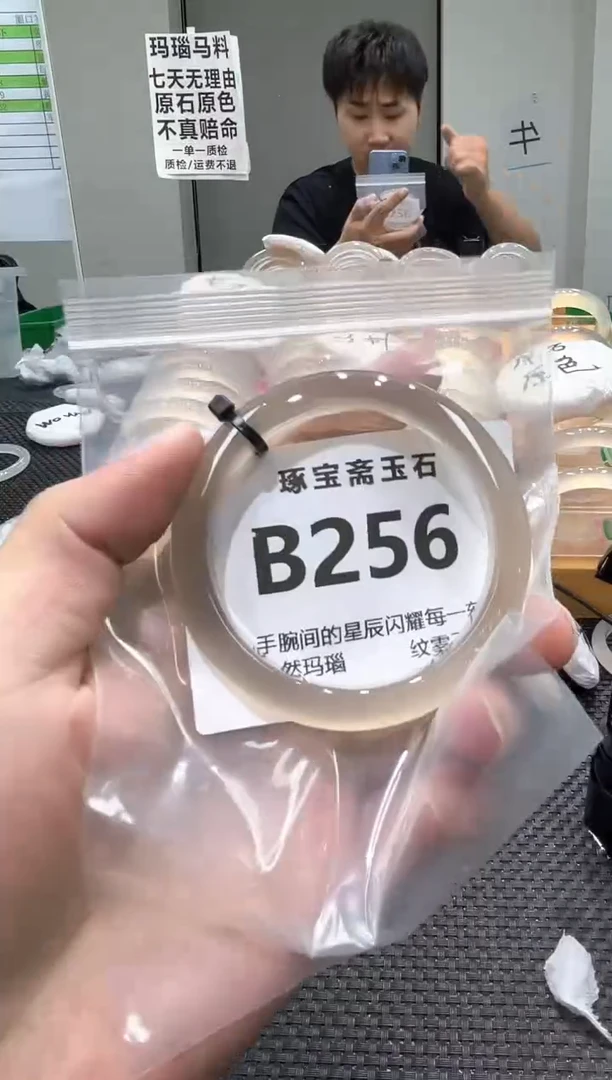 玛瑙马料
七天无理由
原石原色
不真赔命
一单一质检
质检/运费不退
琢宝斋玉石
B256
手腕间的星辰闪耀每一
然玛瑙
纹